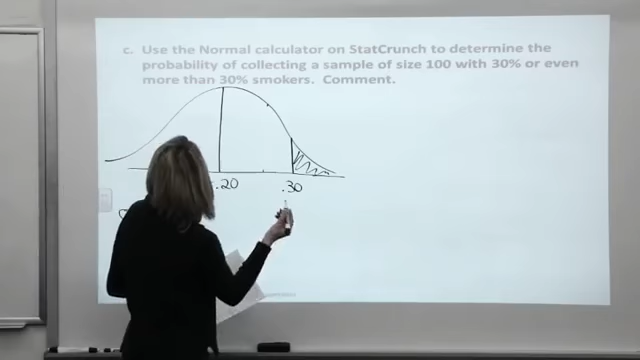 c. Use the Normal calculator on StatCrunch to determine the
probability of collecting a sample of size 100 with 30% or even
more than 30% smokers. Comment.
.20 .30